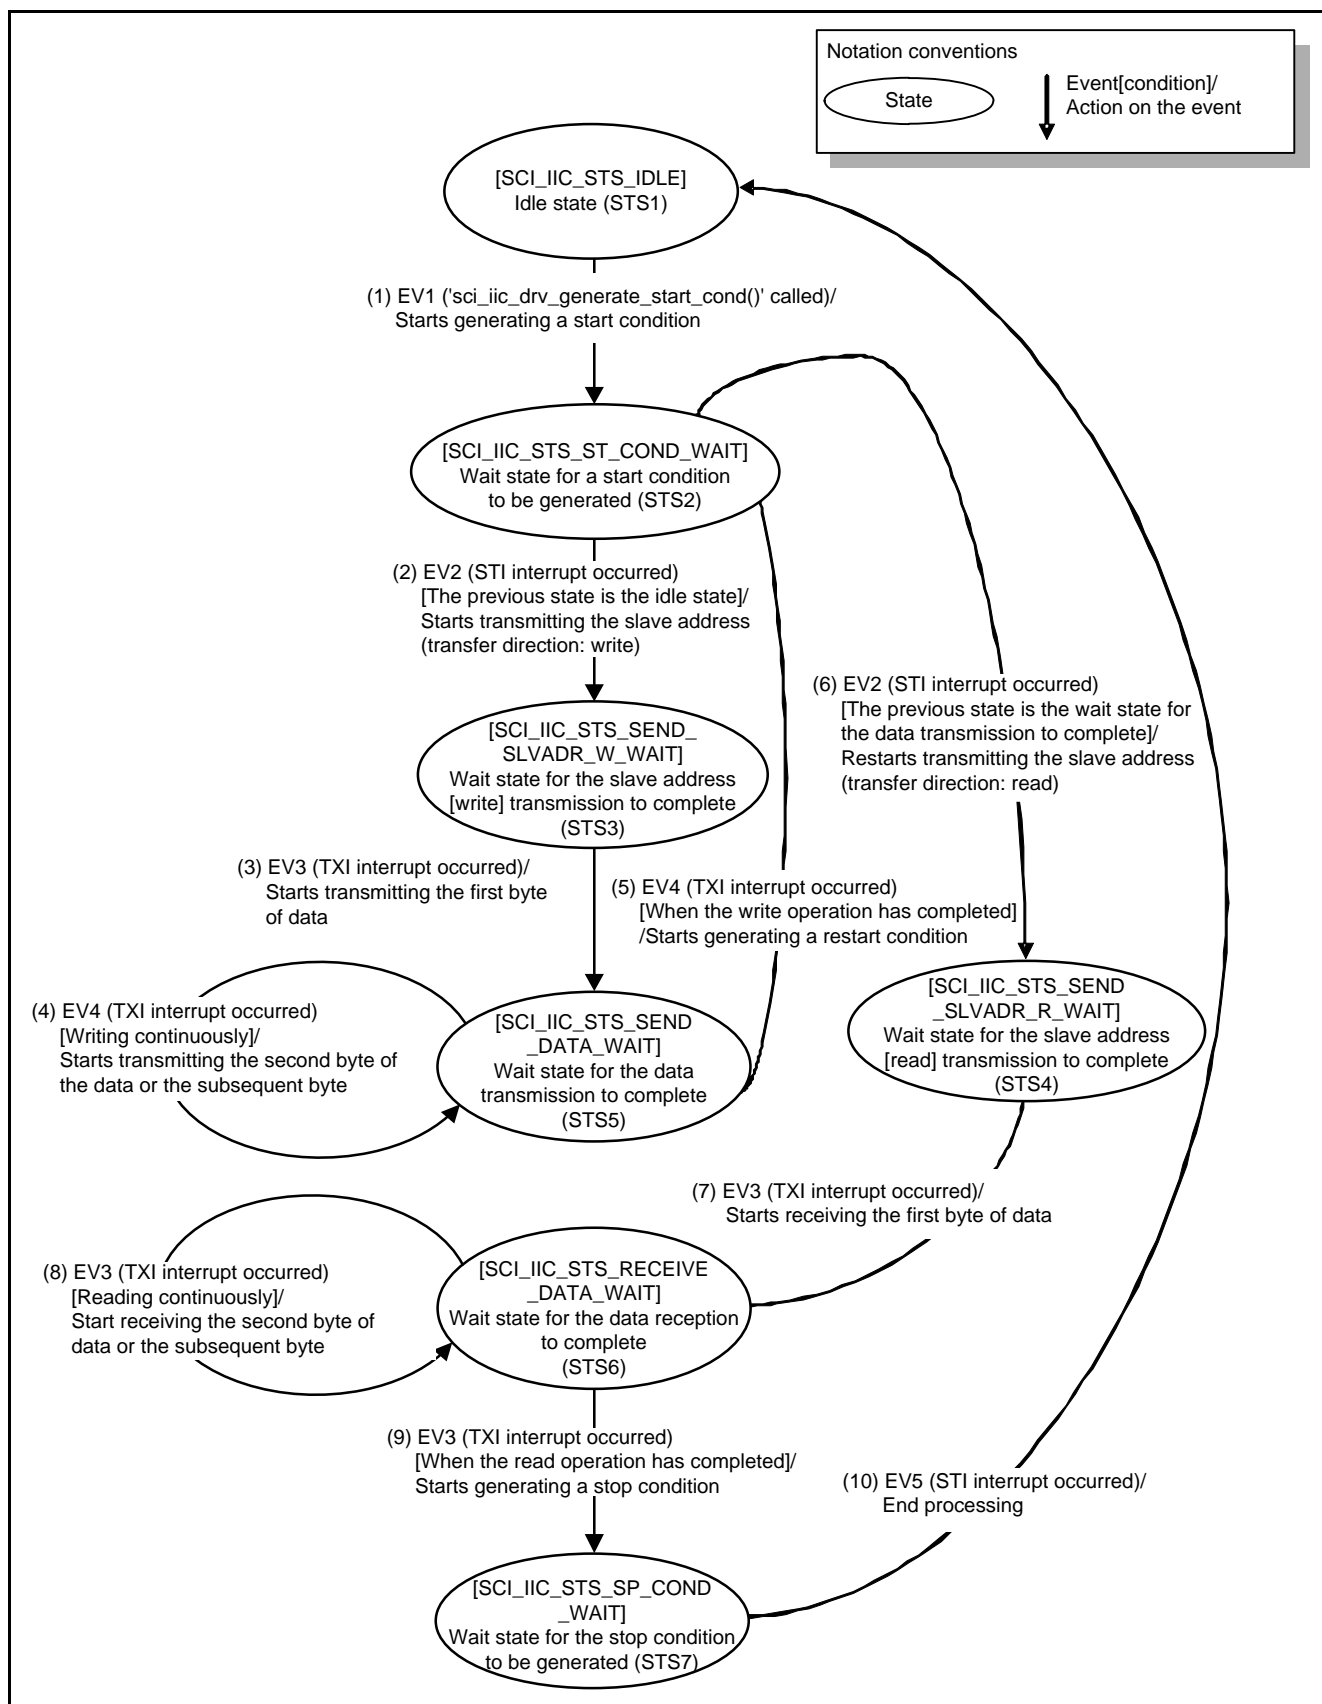 Notation conventions
State
Event[condition]/
Action on the event
[SCI_IIC_STS_IDLE]
Idle state (STS1)
(1) EV1 ('sci_iic_drv_generate_start_cond()' called)/
Starts generating a start condition
[SCI_IIC_STS_ST_COND_WAIT]
Wait state for a start condition
to be generated (STS2)
(2) EV2 (STI interrupt occurred)
[The previous state is the idle state]/
Starts transmitting the slave address
(transfer direction: write)
(6) EV2 (STI interrupt occurred)
[The previous state is the wait state for
the data transmission to complete]/
Restarts transmitting the slave address
(transfer direction: read)
[SCI_IIC_STS_SEND_
SLVADR_W_WAIT]
Wait state for the slave address
[write] transmission to complete
(STS3)
(3) EV3 (TXI interrupt occurred)/
Starts transmitting the first byte
of data
(5) EV4 (TXI interrupt occurred)
[When the write operation has completed]
/Starts generating a restart condition
(4) EV4 (TXI interrupt occurred)
[Writing continuously]/
Starts transmitting the second byte of
the data or the subsequent byte
[SCI_IIC_STS_SEND
_DATA_WAIT]
Wait state for the data
transmission to complete
(STS5)
[SCI_IIC_STS_SEND
_SLVADR_R_WAIT]
Wait state for the slave address
[read] transmission to complete
(STS4)
(7) EV3 (TXI interrupt occurred)/
Starts receiving the first byte of data
(8) EV3 (TXI interrupt occurred)
[Reading continuously]/
Start receiving the second byte of
data or the subsequent byte
[SCI_IIC_STS_RECEIVE
_DATA_WAIT]
Wait state for the data reception
to complete
(STS6)
(9) EV3 (TXI interrupt occurred)
[When the read operation has completed]/
Starts generating a stop condition
(10) EV5 (STI interrupt occurred)/
End processing
[SCI_IIC_STS_SP_COND
_WAIT]
Wait state for the stop condition
to be generated (STS7)